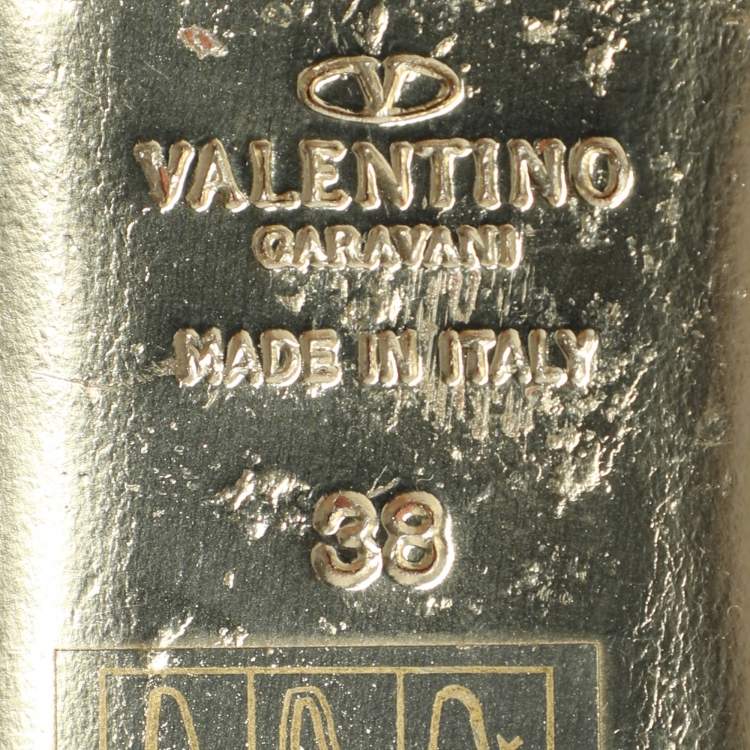 VALENTINO
GARAVANI
MADE IN ITALY
38